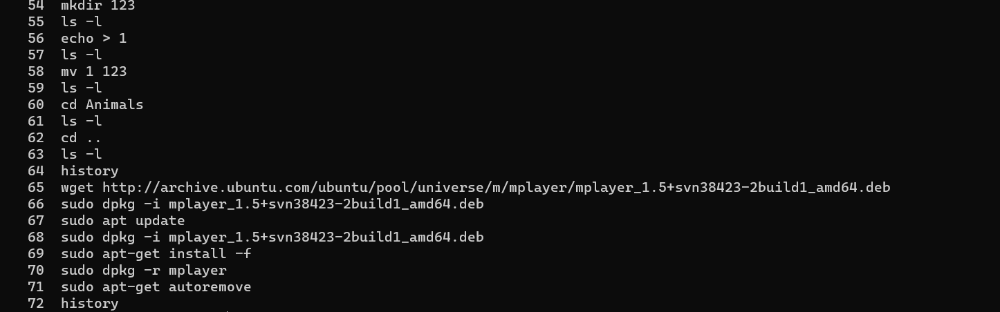 54 mkdir 123
55 ls -l
56 echo > 1
57 ls -l
58 mv 1 123
59 ls -l
60 cd Animals
61 ls -l
62 cd ..
63 ls -l
64 history
65 wget http://archive.ubuntu.com/ubuntu/pool/universe/m/mplayer/mplayer_1.5+svn38423-2build1_amd64.deb
66 sudo dpkg -i mplayer_1.5+svn38423-2build1_amd64.deb
67 sudo apt update
68 sudo dpkg -i mplayer_1.5+svn38423-2build1_amd64.deb
69 sudo apt-get install -f
70 sudo dpkg -r mplayer
71 sudo apt-get autoremove
72 history